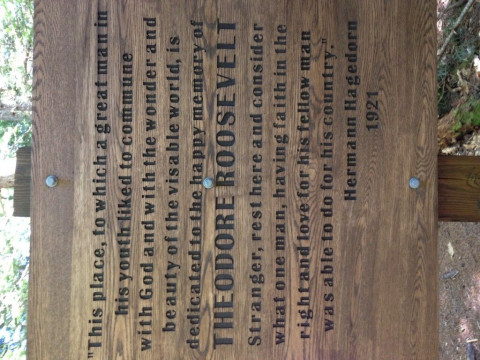 "This place, to which a great man in
his youth liked to commune
with God and with the wonder and
beauty of the visable world, is
dedicated to the happy memory of
THEODORE ROOSEVELT
Stranger, rest here and consider
what one man, having faith in the
right and love for his fellow man
was able to do for his country."
Hermann Hagedorn
1921